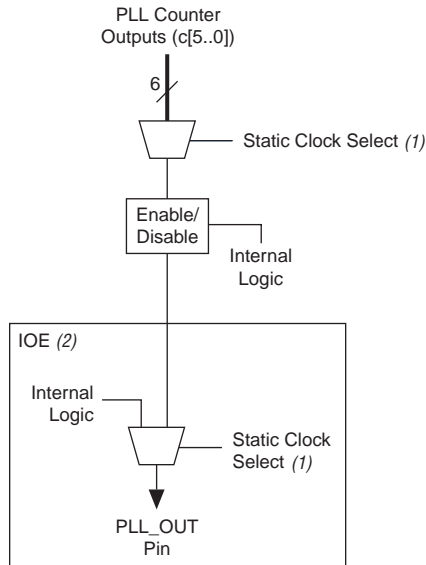 PLL Counter
Outputs (c[5..0])
6
Static Clock Select (1)
Enable/
Disable
Internal
Logic
IOE (2)
Internal
Logic
Static Clock
Select (1)
PLL_OUT
Pin